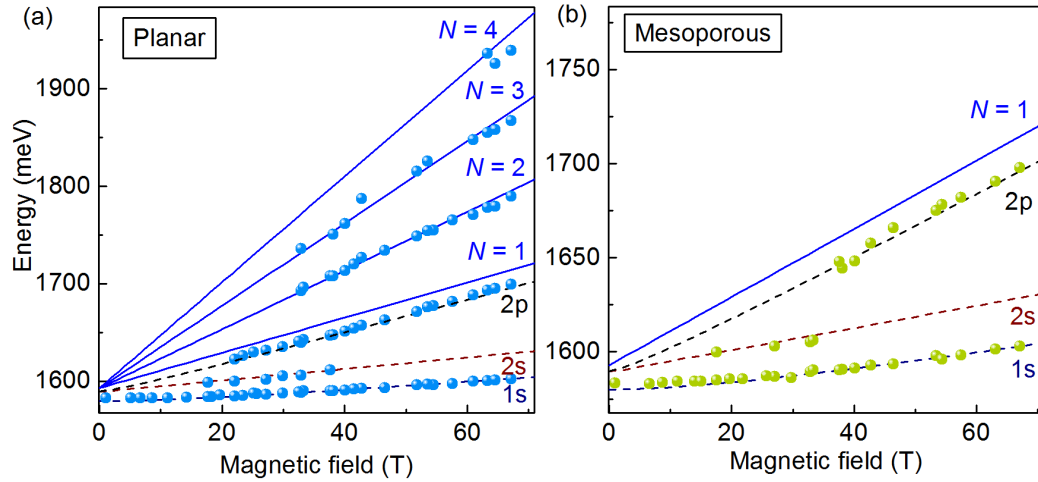 (a)
Planar
N = 4
N = 3
N = 2
N = 1
2p
2s
1s
1900
1800
1700
1600
Energy (meV)
0
20
40
60
Magnetic field (T)
(b)
Mesoporous
N = 1
2p
2s
1s
1750
1700
1650
1600
0
20
40
60
Magnetic field (T)